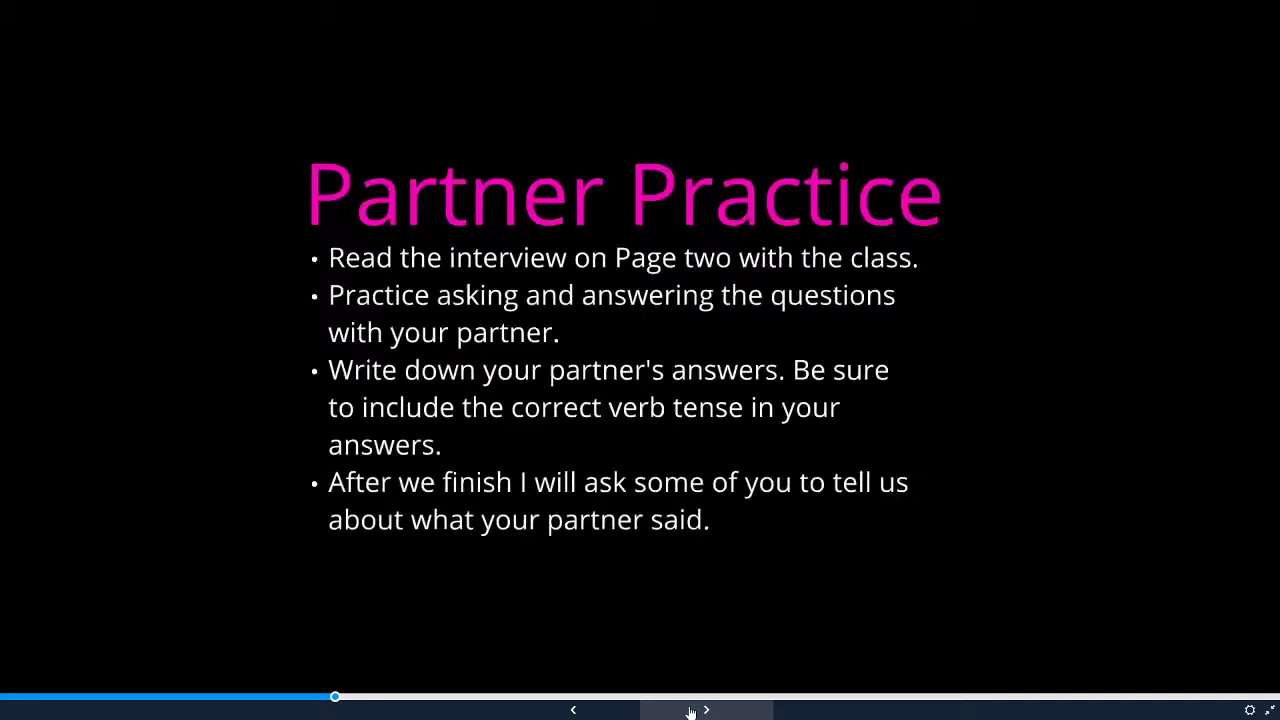 Partner Practice
• Read the interview on Page two with the class.
• Practice asking and answering the questions
with your partner.
• Write down your partner's answers. Be sure
to include the correct verb tense in your
answers.
• After we finish I will ask some of you to tell us
about what your partner said.